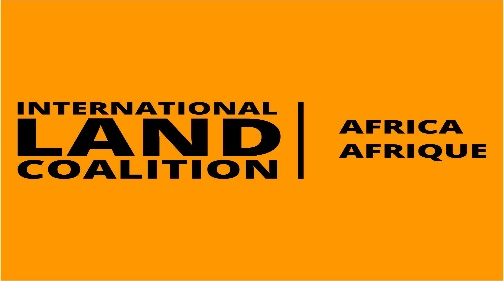 INTERNATIONAL
LAND
COALITION
AFRICA
AFRIQUE